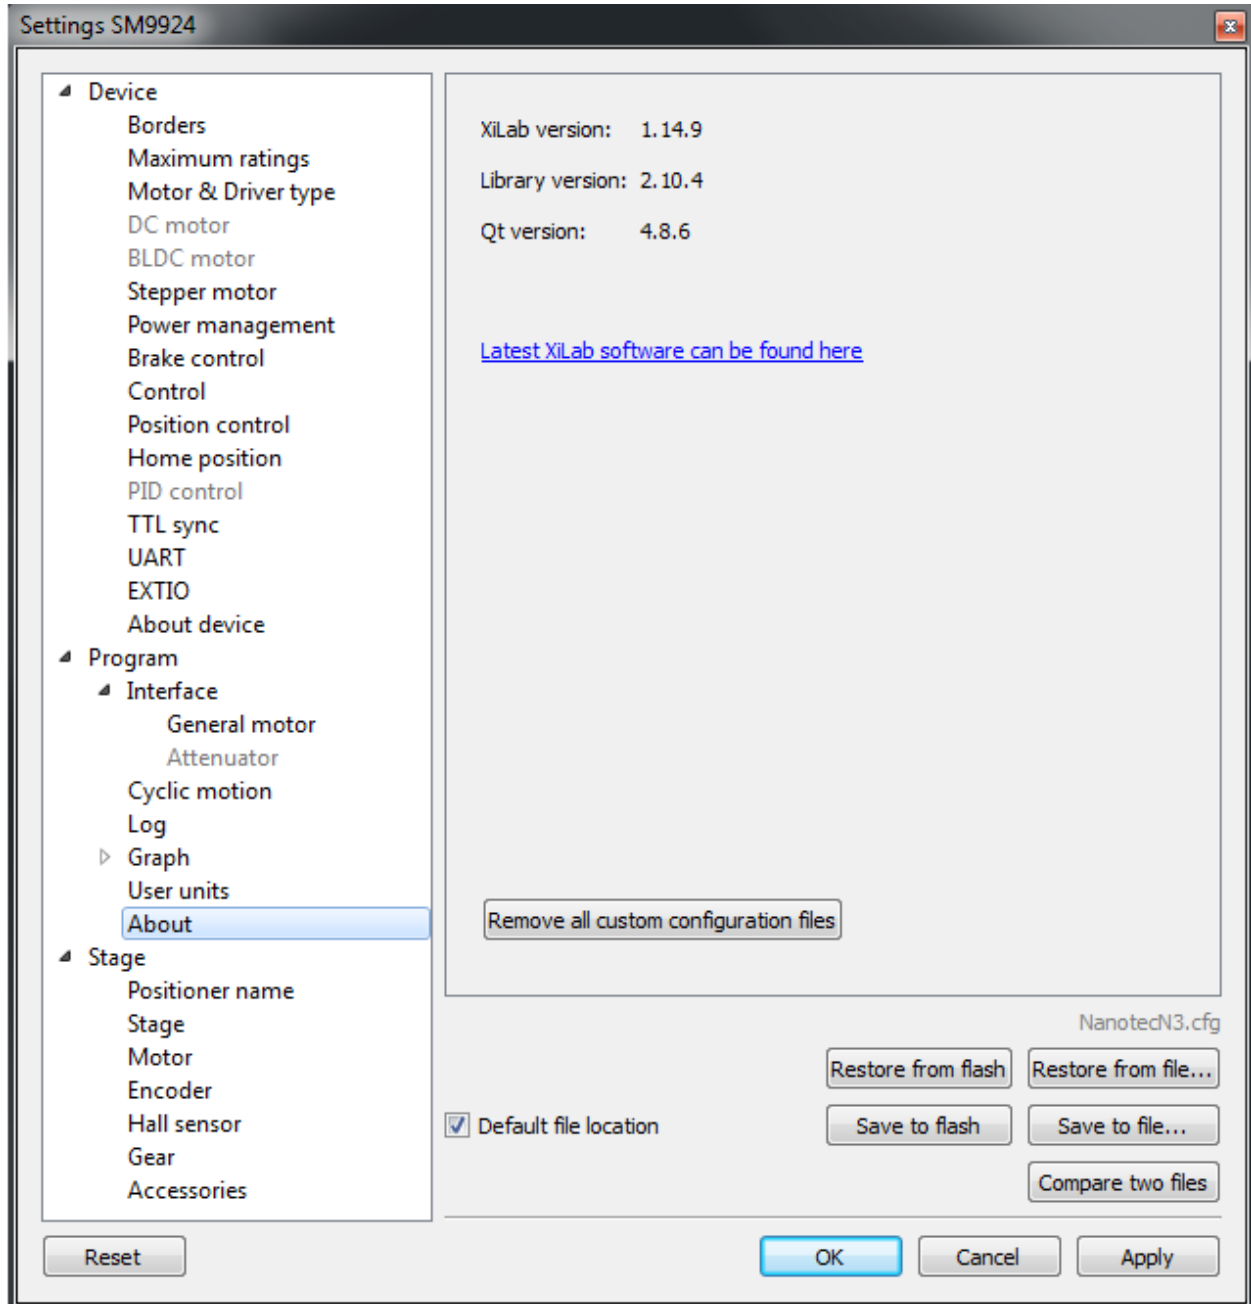 Settings SM9924
Device
Borders
Maximum ratings
Motor & Driver type
DC motor
BLDC motor
Stepper motor
Power management
Brake control
Control
Position control
Home position
PID control
TTL sync
UART
EXTIO
About device
Program
Interface
General motor
Attenuator
Cyclic motion
Log
Graph
User units
About
Stage
Positioner name
Stage
Motor
Encoder
Hall sensor
Gear
Accessories
XiLab version: 1.14.9
Library version: 2.10.4
Qt version: 4.8.6
Latest XiLab software can be found here
Remove all custom configuration files
NanotecN3.cfg
Restore from flash Restore from file...
Default file location Save to flash Save to file...
Compare two files
Reset OK Cancel Apply